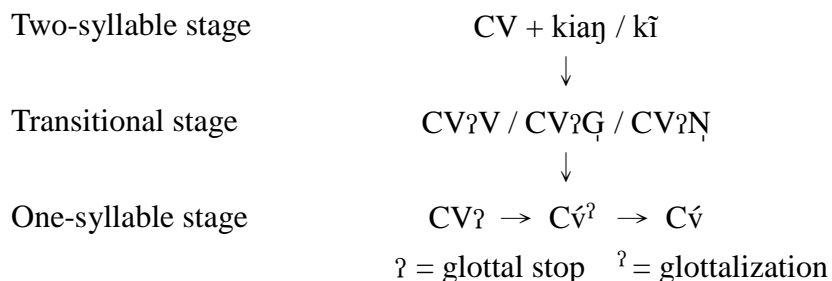 Two-syllable stage CV + kiaŋ / kĩ
↓
Transitional stage CVʔV / CVʔG̩ / CVʔN̩
↓
One-syllable stage CVʔ → Cv́ˀ → Cv́
ʔ = glottal stop ˀ = glottalization